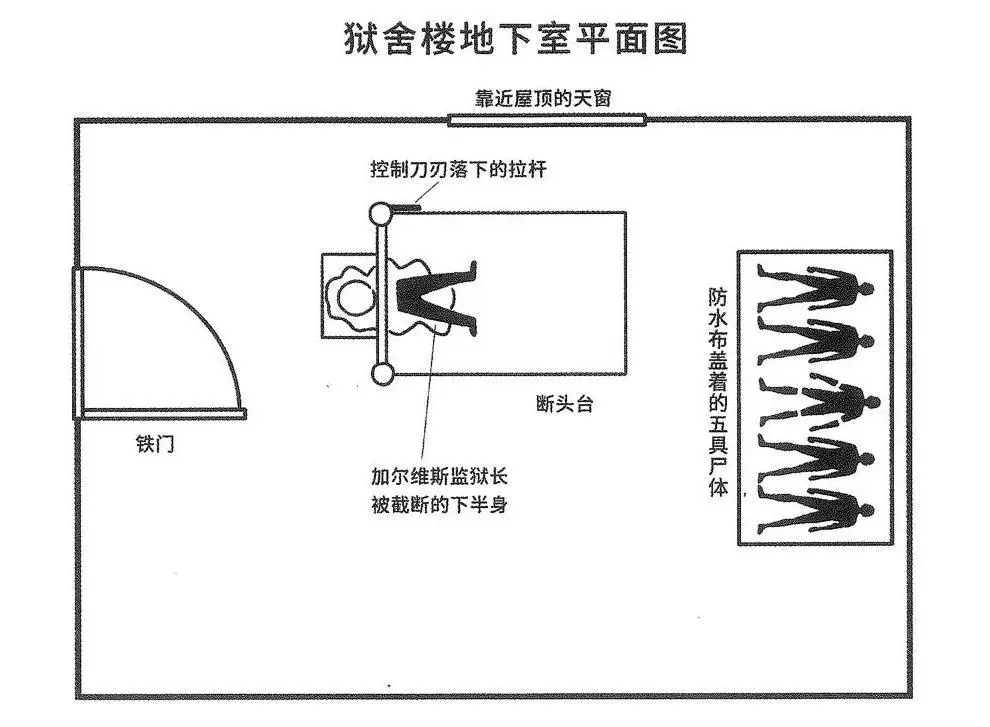 狱舍楼地下室平面图
靠近屋顶的天窗
控制刀刃落下的拉杆
防水布盖着的五具尸体
断头台
铁门
加尔维斯监狱长
被截断的下半身